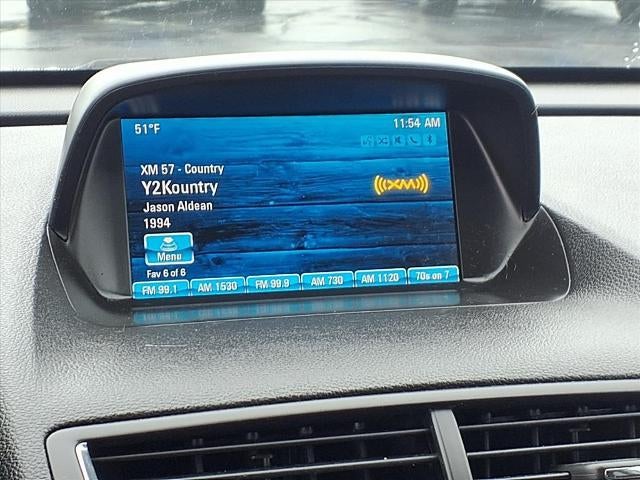 51°F 11:54 AM
XM 57 - Country
Y2Kountry
((XM))
Jason Aldean
1994
Menu
Fav 6 of 6
FM 99.1 AM 1530 FM 99.9 AM 730 AM 1120 70s on 7